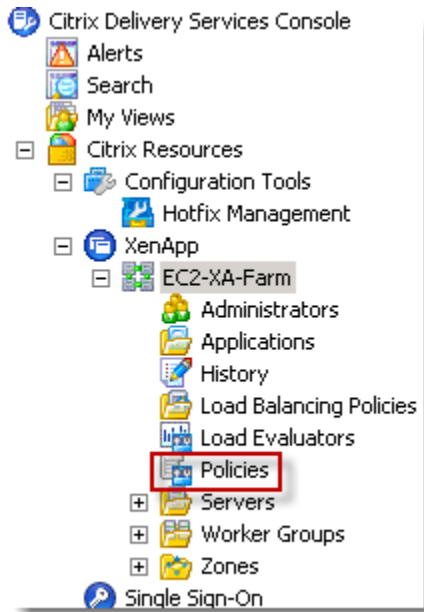 Citrix Delivery Services Console
Alerts
Search
My Views
Citrix Resources
Configuration Tools
Hotfix Management
XenApp
EC2-XA-Farm
Administrators
Applications
History
Load Balancing Policies
Load Evaluators
Policies
Servers
Worker Groups
Zones
Single Sign-On